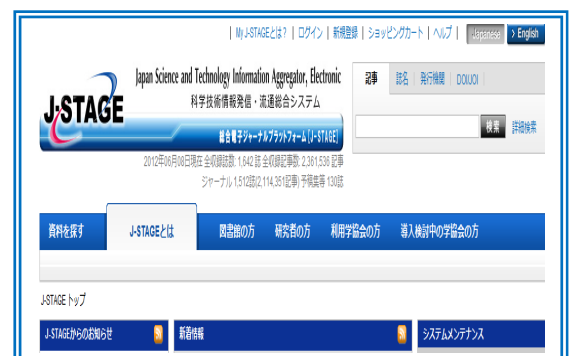 My J-STAGEとは? | ログイン | 新規登録 | ショッピングカート | ヘルプ | Japanese > English
J-STAGE
Japan Science and Technology Information Aggregator, Electronic
科学技術情報発信・流通総合システム
総合電子ジャーナルプラットフォーム[J-STAGE]
2012年06月08日現在 全収録誌数: 1,642 誌 全収録記事数: 2,361,536 記事
ジャーナル 1,512誌(2,114,351記事) 予稿集等 130誌
記事 誌名 | 発行機関 | DOI/JOI |
検索 詳細検索
資料を探す J-STAGEとは 図書館の方 研究者の方 利用学協会の方 導入検討中の学協会の方
J-STAGE トップ
J-STAGEからのお知らせ 新着情報 システムメンテナンス